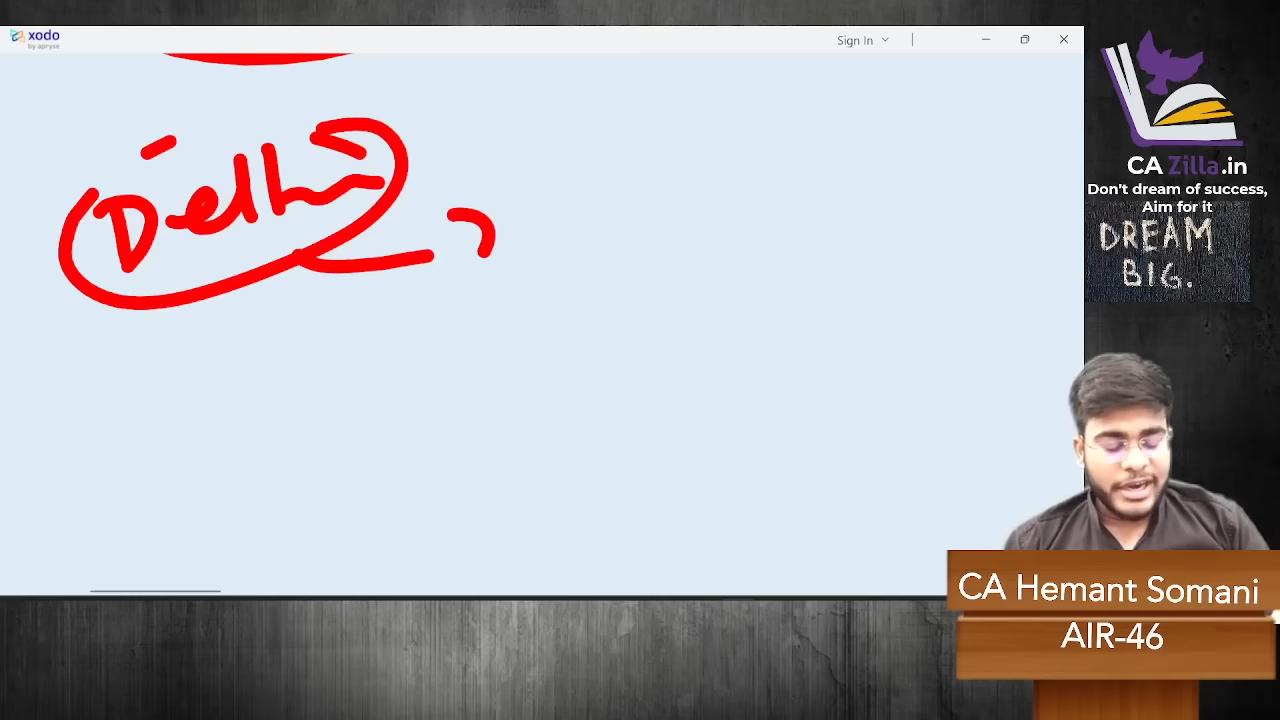 xodo
by apryse
Sign In
Delhi
CA Zilla.in
Don't dream of success,
Aim for it
DREAM
BIG.
CA Hemant Somani
AIR-46